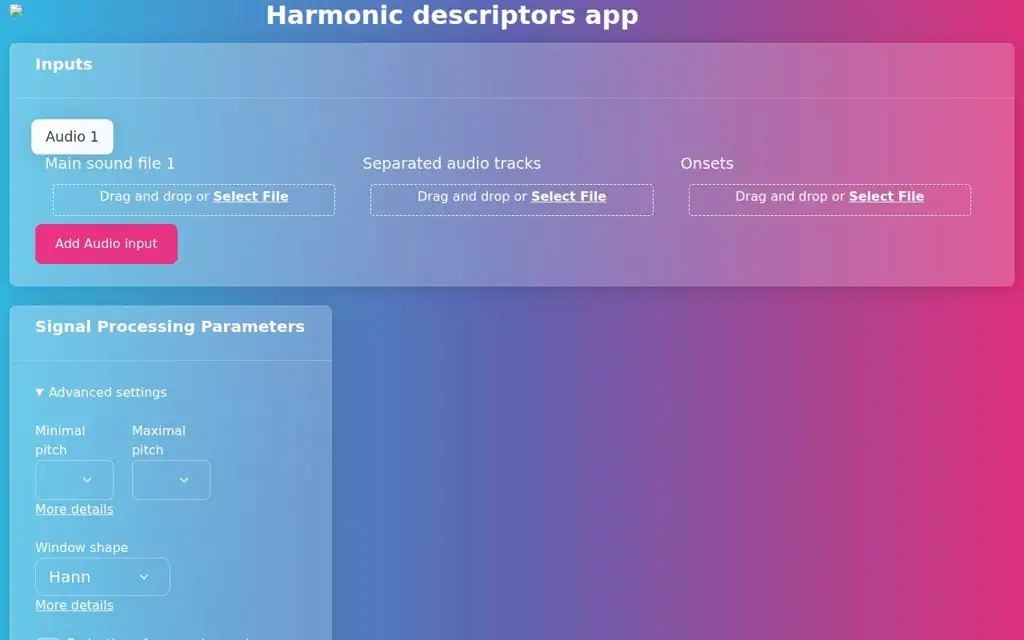 Harmonic descriptors app
Inputs
Audio 1
Main sound file 1
Separated audio tracks
Onsets
Drag and drop or Select File
Drag and drop or Select File
Drag and drop or Select File
Add Audio input
Signal Processing Parameters
▼ Advanced settings
Minimal pitch
Maximal pitch
More details
Window shape
Hann
More details